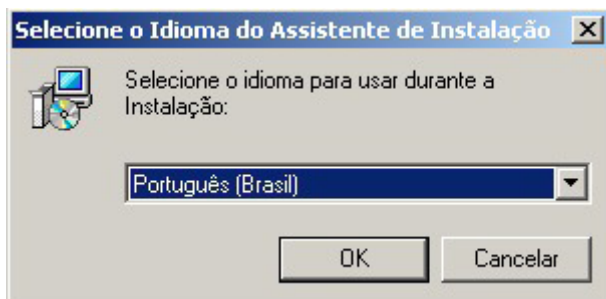 Selecione o Idioma do Assistente de Instalação
Selecione o idioma para usar durante a
Instalação:
Português (Brasil)
OK Cancelar